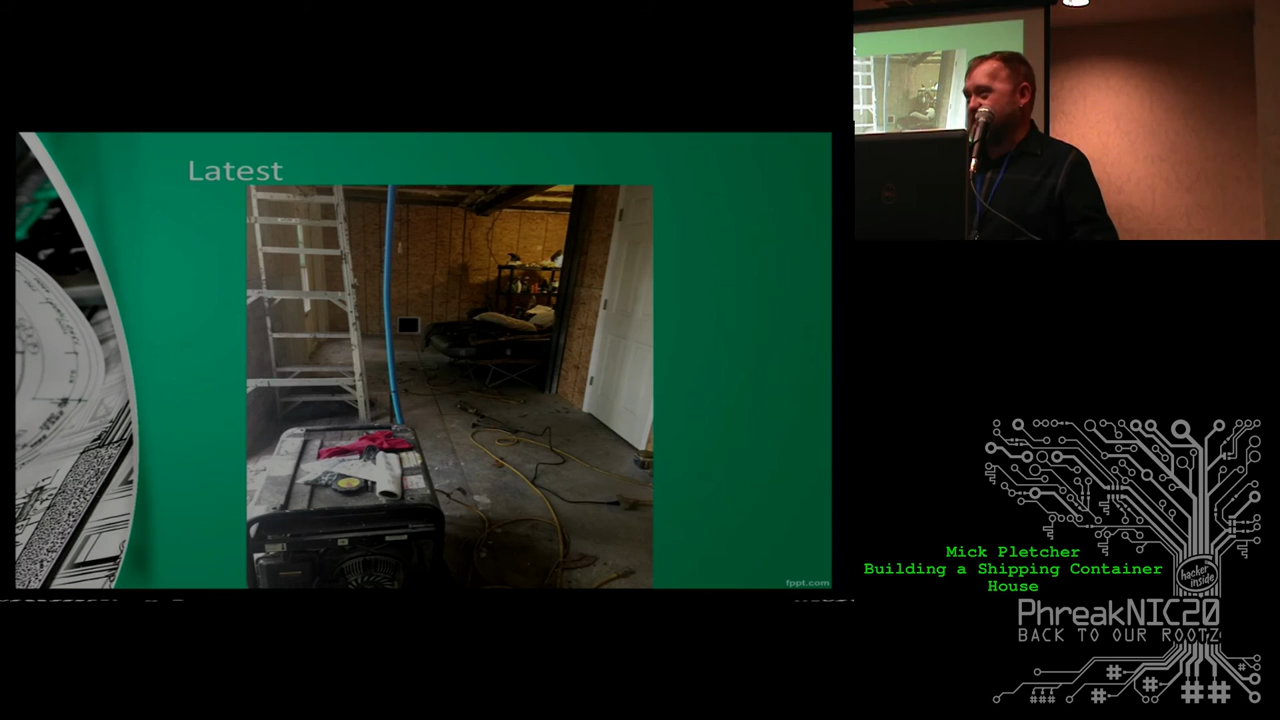 Latest
fppt.com
Mick Pletcher
Building a Shipping Container
House
hacker
inside
PhreakNIC20
BACK TO OUR ROOTZ